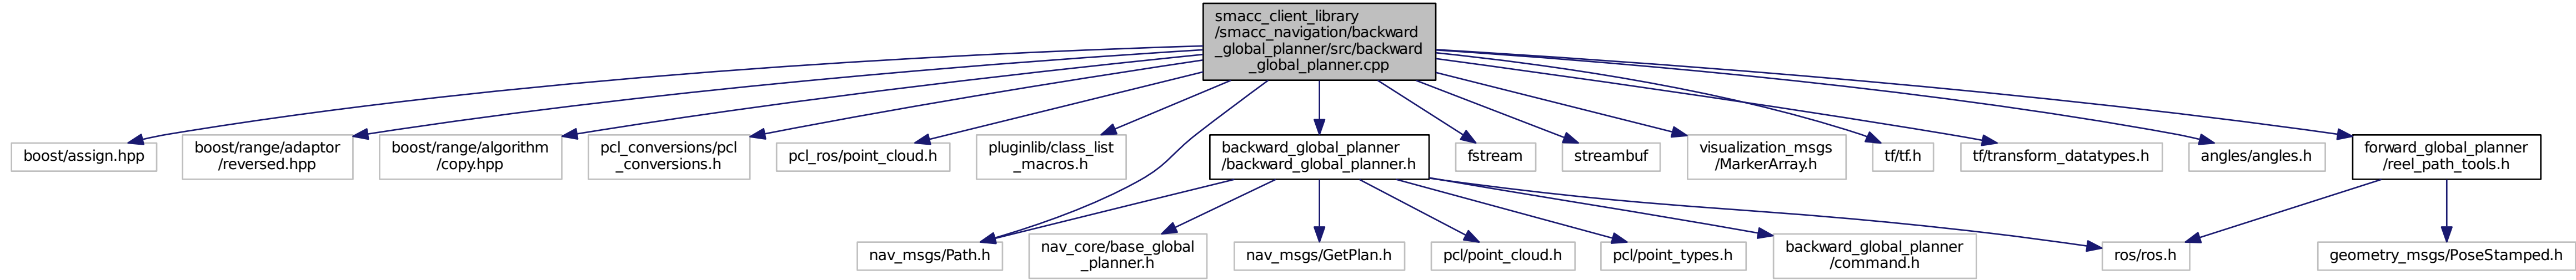 smacc_client_library
/smacc_navigation/backward
_global_planner/src/backward
_global_planner.cpp
boost/assign.hpp
boost/range/adaptor
/reversed.hpp
boost/range/algorithm
/copy.hpp
pcl_conversions/pcl
_conversions.h
pcl_ros/point_cloud.h
pluginlib/class_list
_macros.h
backward_global_planner
/backward_global_planner.h
fstream
streambuf
visualization_msgs
/MarkerArray.h
tf/tf.h
tf/transform_datatypes.h
angles/angles.h
forward_global_planner
/reel_path_tools.h
nav_msgs/Path.h
nav_core/base_global
_planner.h
nav_msgs/GetPlan.h
pcl/point_cloud.h
pcl/point_types.h
backward_global_planner
/command.h
ros/ros.h
geometry_msgs/PoseStamped.h